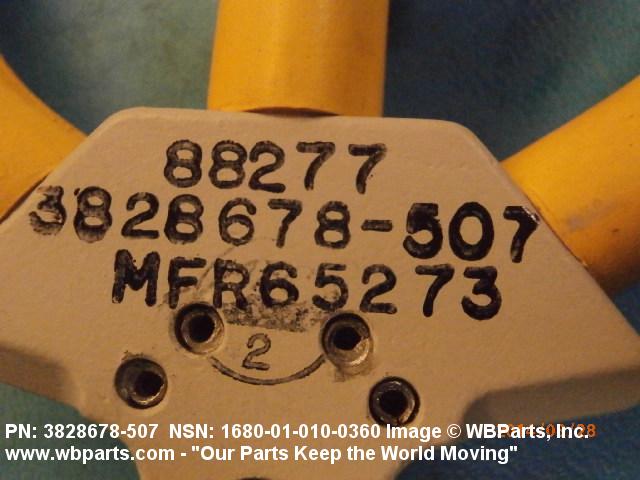 88277
3828678-507
MFR65273
2
PN: 3828678-507 NSN: 1680-01-010-0360 Image © WBParts, Inc.
www.wbparts.com - "Our Parts Keep the World Moving"